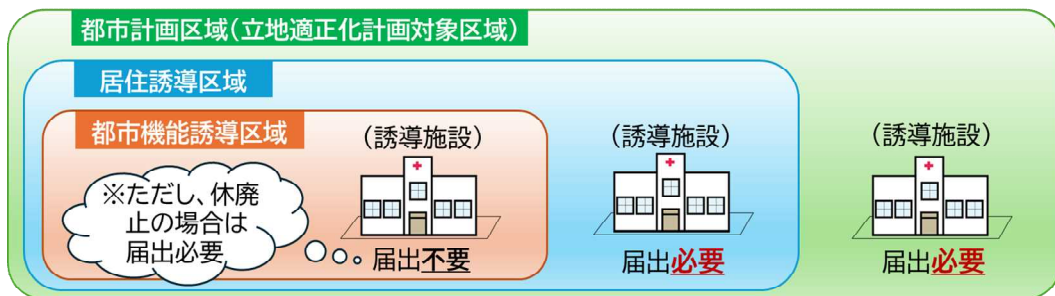 都市計画区域(立地適正化計画対象区域)
居住誘導区域
都市機能誘導区域
(誘導施設)
(誘導施設)
(誘導施設)
※ただし、休廃
止の場合は
届出必要
届出不要
届出必要
届出必要